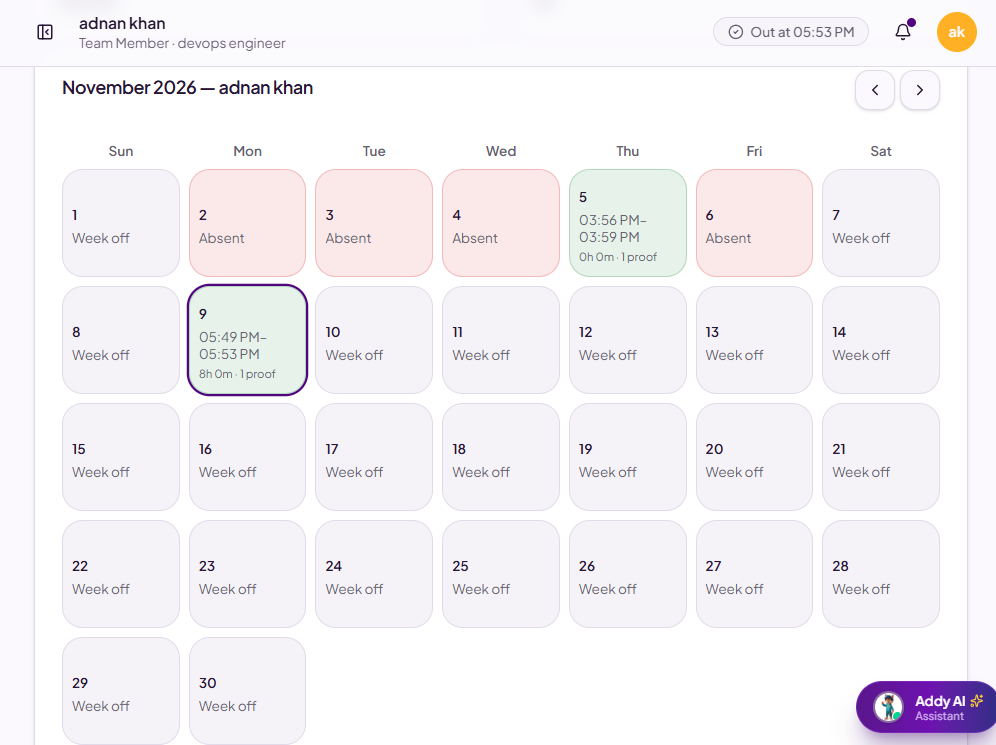 adnan khan
Team Member · devops engineer
Out at 05:53 PM
ak
November 2026 — adnan khan
Sun Mon Tue Wed Thu Fri Sat
1
Week off
2
Absent
3
Absent
4
Absent
5
03:56 PM–
03:59 PM
0h 0m · 1 proof
6
Absent
7
Week off
8
Week off
9
05:49 PM–
05:53 PM
8h 0m · 1 proof
10
Week off
11
Week off
12
Week off
13
Week off
14
Week off
15
Week off
16
Week off
17
Week off
18
Week off
19
Week off
20
Week off
21
Week off
22
Week off
23
Week off
24
Week off
25
Week off
26
Week off
27
Week off
28
Week off
29
Week off
30
Week off
Addy AI
Assistant